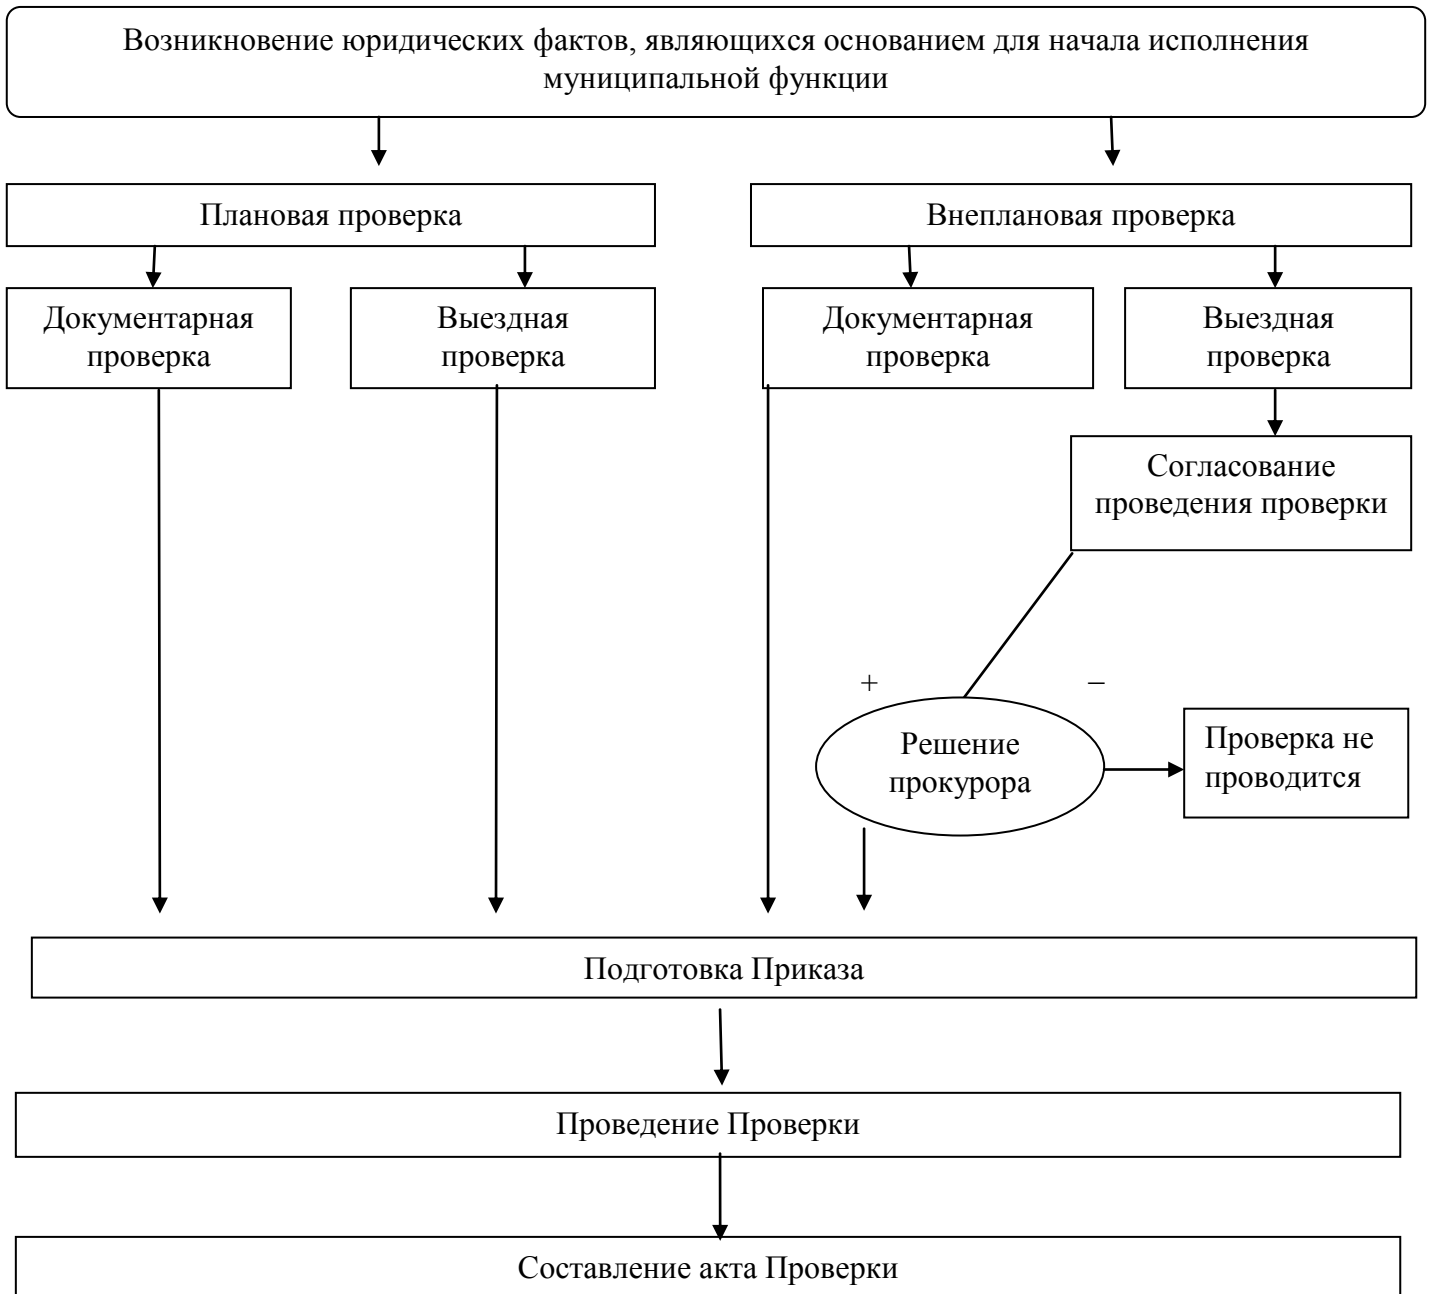 Возникновение юридических фактов, являющихся основанием для начала исполнения
муниципальной функции
Плановая проверка
Внеплановая проверка
Документарная
проверка
Выездная
проверка
Документарная
проверка
Выездная
проверка
Согласование
проведения проверки
+
–
Решение
прокурора
Проверка не
проводится
Подготовка Приказа
Проведение Проверки
Составление акта Проверки